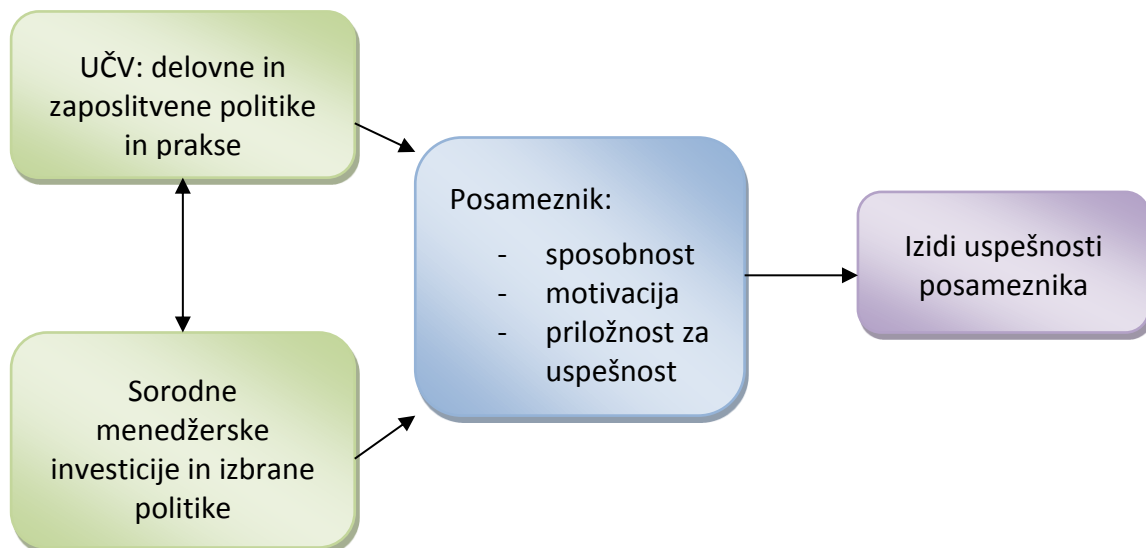 UČV: delovne in
zaposlitvene politike
in prakse
Sorodne
menedžerske
investicije in izbrane
politike
Posameznik:
- sposobnost
- motivacija
- priložnost za
uspešnost
Izidi uspešnosti
posameznika